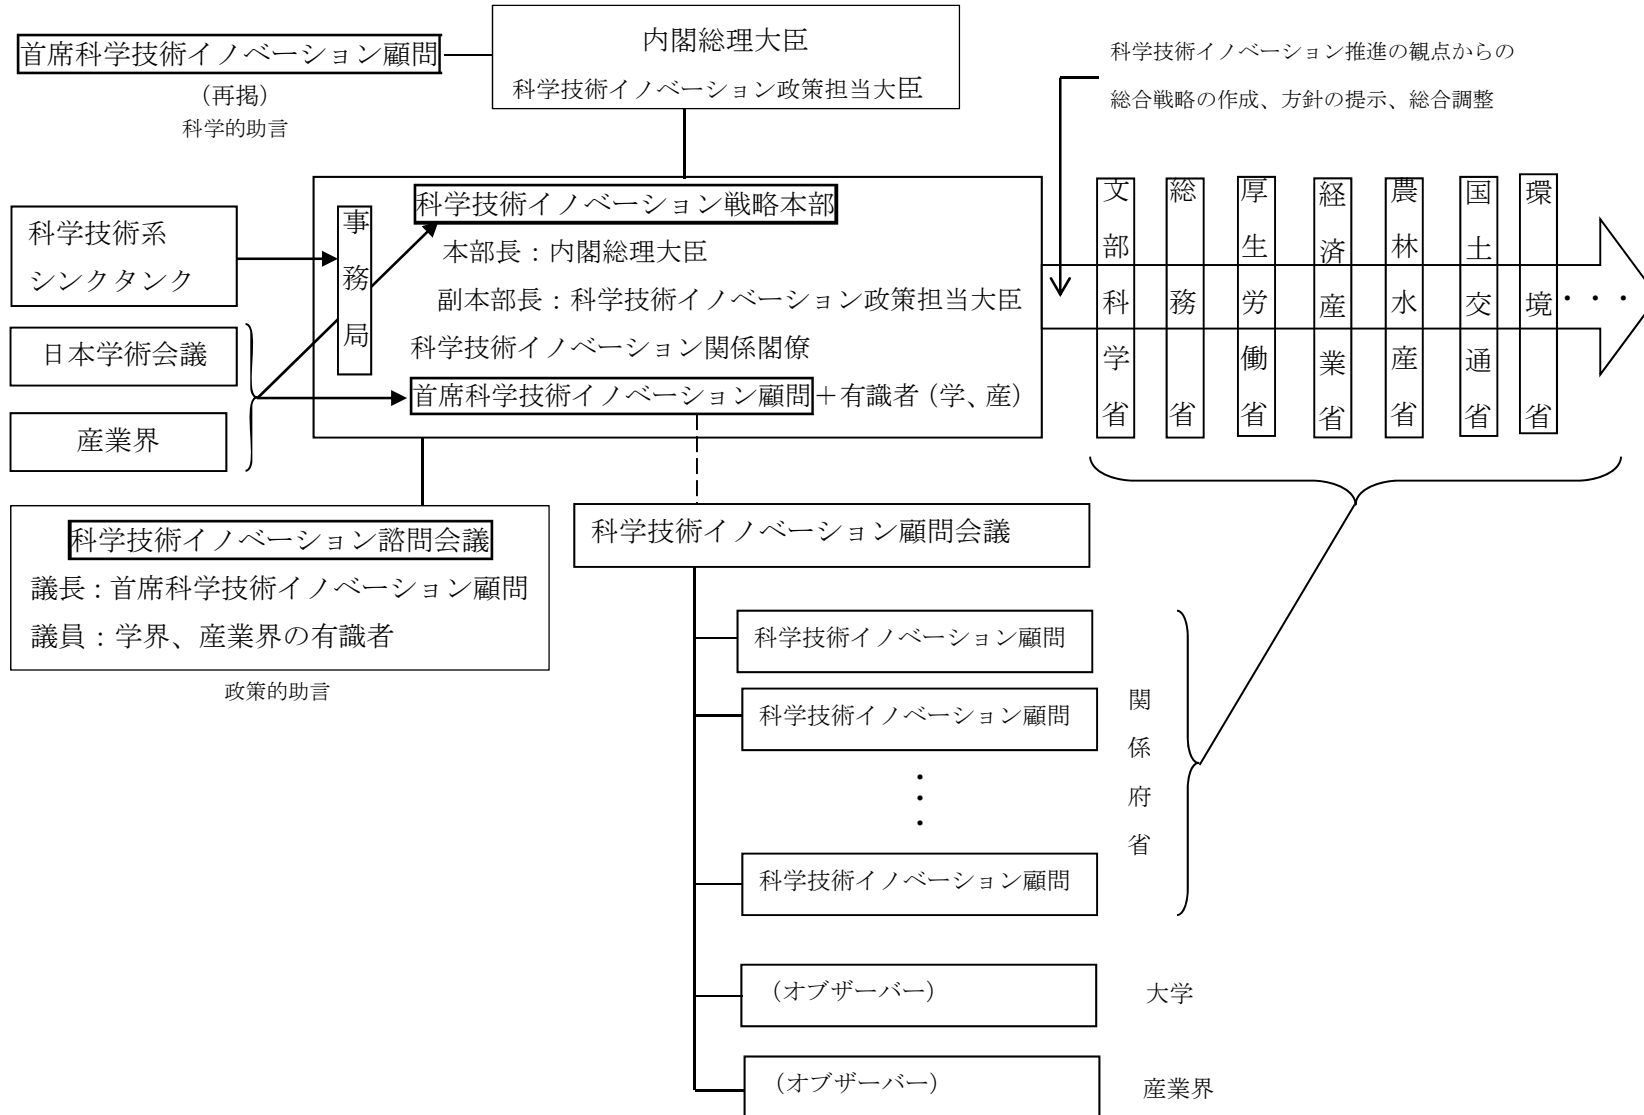 首席科学技術イノベーション顧問
(再掲)
科学的助言
内閣総理大臣
科学技術イノベーション政策担当大臣
科学技術イノベーション推進の観点からの
総合戦略の作成、方針の提示、総合調整
科学技術系
シンクタンク
日本学術会議
産業界
事務局
科学技術イノベーション戦略本部
本部長：内閣総理大臣
副本部長：科学技術イノベーション政策担当大臣
科学技術イノベーション関係閣僚
首席科学技術イノベーション顧問＋有識者（学、産）
文部科学省
総務省
厚生労働省
経済産業省
農林水産省
国土交通省
環境省
・・・
科学技術イノベーション諮問会議
議長：首席科学技術イノベーション顧問
議員：学界、産業界の有識者
政策的助言
科学技術イノベーション顧問会議
科学技術イノベーション顧問
科学技術イノベーション顧問
・・・
科学技術イノベーション顧問
関係府省
（オブザーバー）
大学
（オブザーバー）
産業界